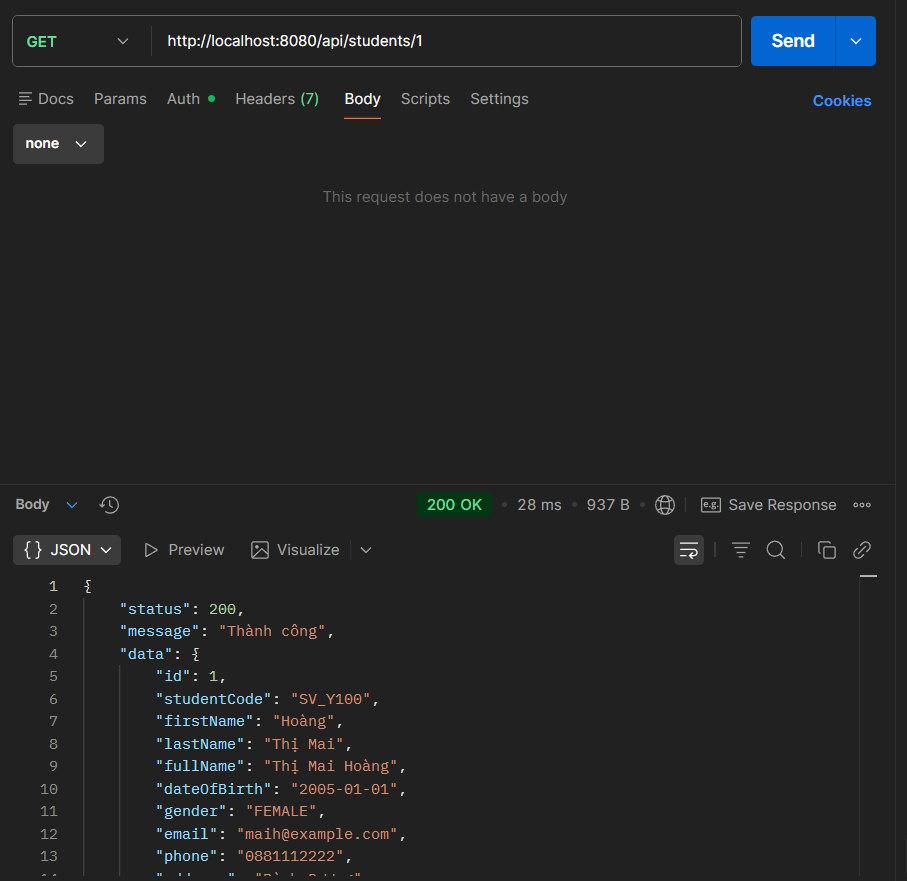 GET http://localhost:8080/api/students/1 Send
Docs Params Auth Headers (7) Body Scripts Settings Cookies
none
This request does not have a body
Body 200 OK 28 ms 937 B e.g. Save Response
{} JSON Preview Visualize
1 {
2 "status": 200,
3 "message": "Thành công",
4 "data": {
5 "id": 1,
6 "studentCode": "SV_Y100",
7 "firstName": "Hoàng",
8 "lastName": "Thị Mai",
9 "fullName": "Thị Mai Hoàng",
10 "dateOfBirth": "2005-01-01",
11 "gender": "FEMALE",
12 "email": "maih@example.com",
13 "phone": "0881112222",